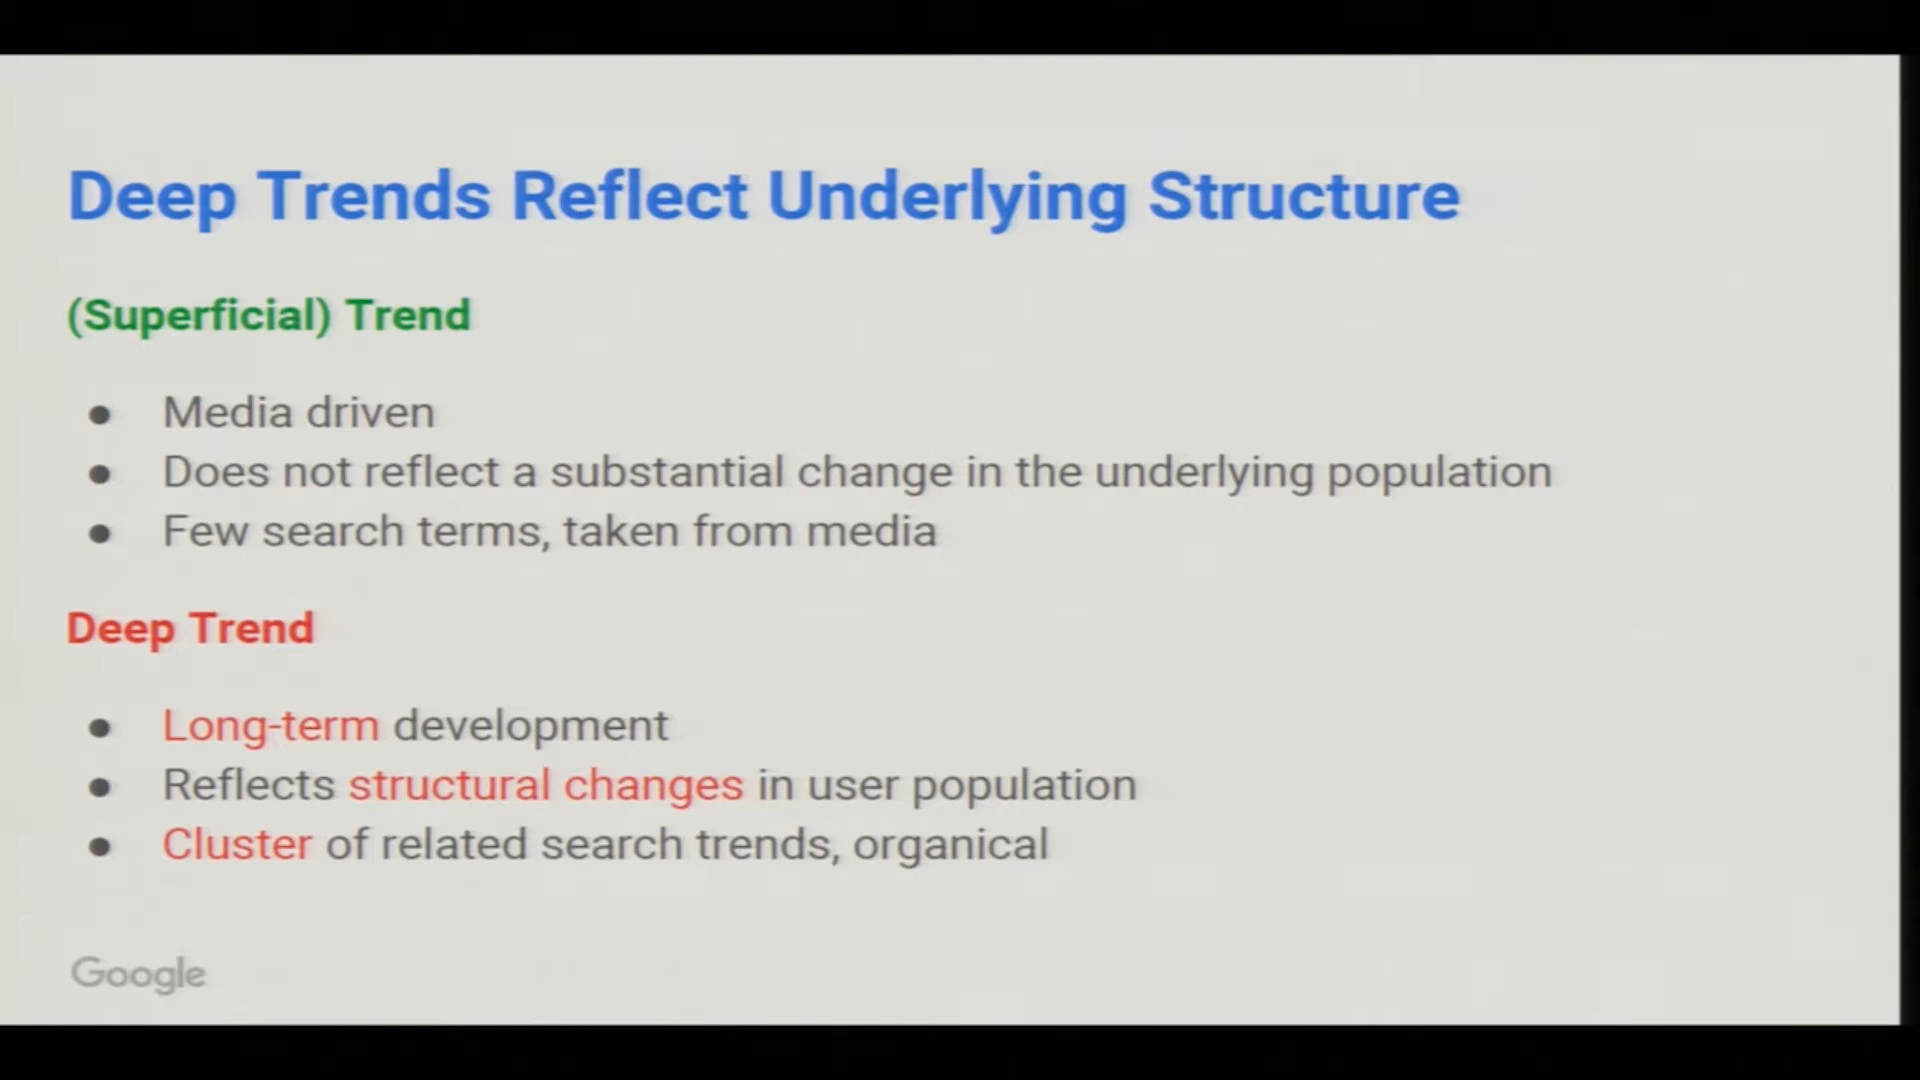 Deep Trends Reflect Underlying Structure
(Superficial) Trend
● Media driven
● Does not reflect a substantial change in the underlying population
● Few search terms, taken from media
Deep Trend
● Long-term development
● Reflects structural changes in user population
● Cluster of related search trends, organical
Google